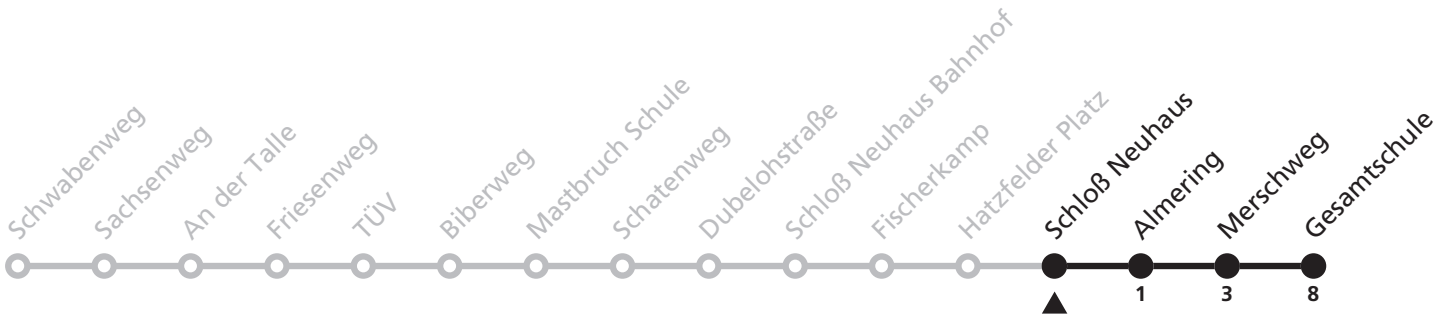 Schwabenweg
Sachsenweg
An der Talle
Friesenweg
TÜV
Biberweg
Mastbruch Schule
Schatenweg
Dubelohstraße
Schloß Neuhaus Bahnhof
Fischerkamp
Hatzfelder Platz
Schloß Neuhaus
Almering
Merschweg
Gesamtschule
1
3
8